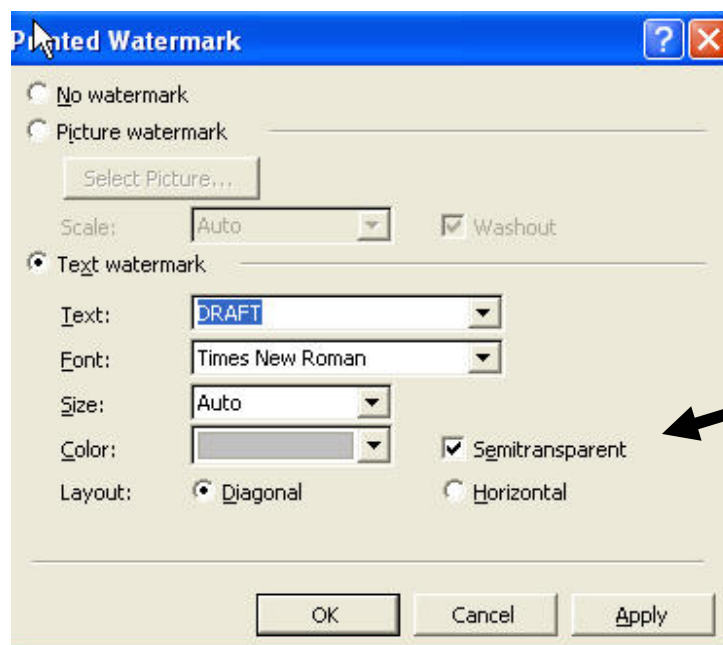 Printed Watermark
No watermark
Picture watermark
Select Picture...
Scale: Auto Washout
Text watermark
Text: DRAFT
Font: Times New Roman
Size: Auto
Color: Semitransparent
Layout: Diagonal Horizontal
OK Cancel Apply